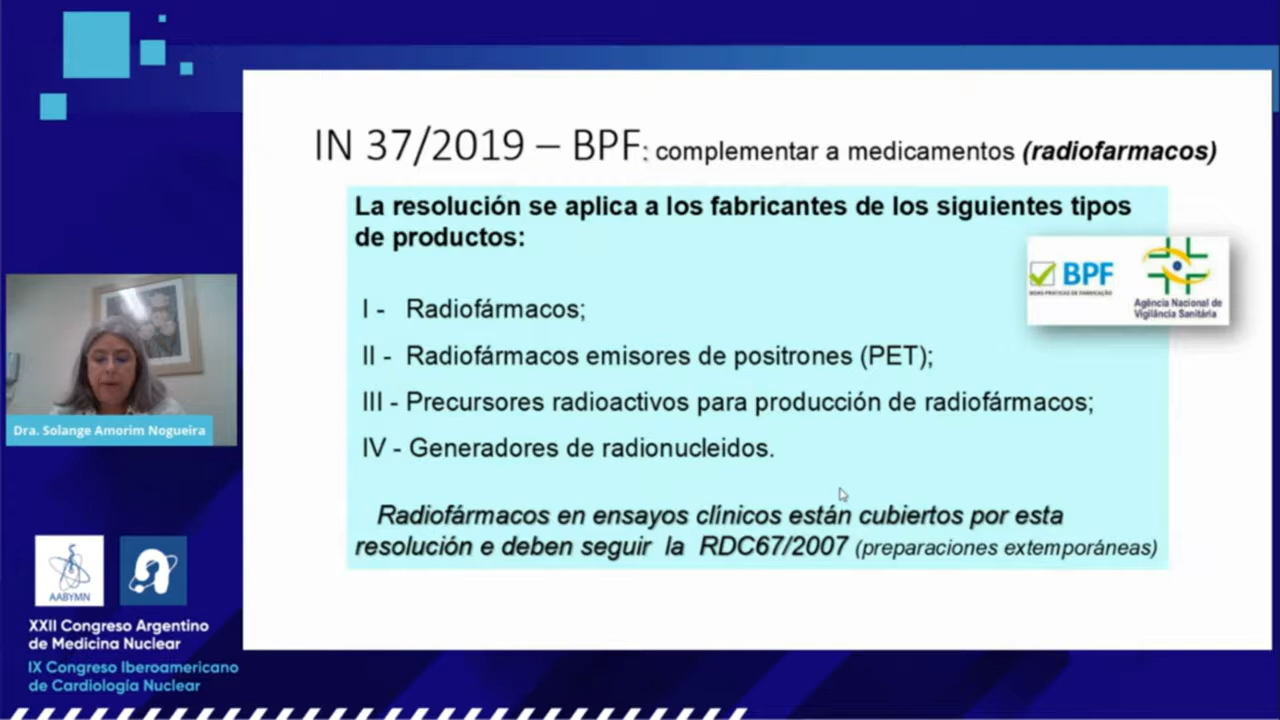 IN 37/2019 – BPF: complementar a medicamentos (radiofarmacos)
La resolución se aplica a los fabricantes de los siguientes tipos
de productos:
I - Radiofármacos;
II - Radiofármacos emisores de positrones (PET);
III - Precursores radioactivos para producción de radiofármacos;
IV - Generadores de radionucleidos.
Radiofármacos en ensayos clínicos están cubiertos por esta
resolución e deben seguir la RDC67/2007 (preparaciones extemporáneas)
BPF
BOAS PRÁTICAS DE FABRICAÇÃO
Agência Nacional de
Vigilância Sanitária
Dra. Solange Amorim Nogueira
AABYMN
XXII Congreso Argentino
de Medicina Nuclear
IX Congreso Iberoamericano
de Cardiología Nuclear